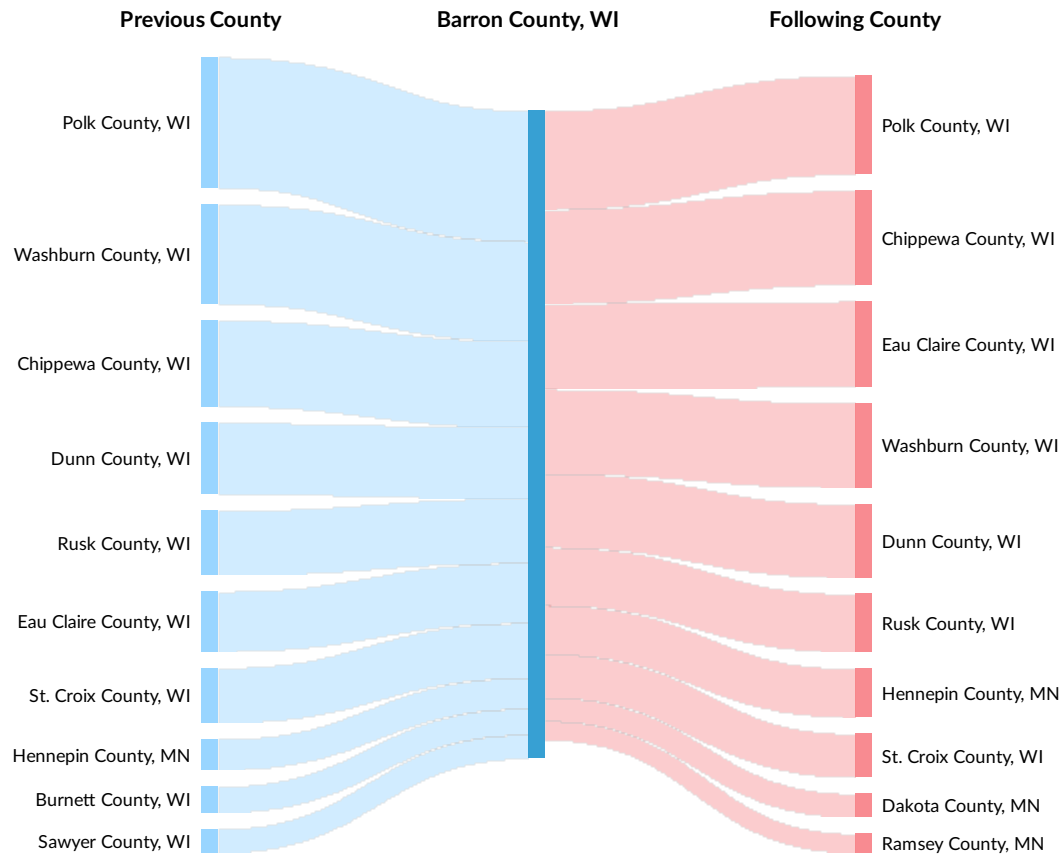 Previous County
Barron County, WI
Following County
Polk County, WI
Washburn County, WI
Chippewa County, WI
Dunn County, WI
Rusk County, WI
Eau Claire County, WI
St. Croix County, WI
Hennepin County, MN
Burnett County, WI
Sawyer County, WI
Polk County, WI
Chippewa County, WI
Eau Claire County, WI
Washburn County, WI
Dunn County, WI
Rusk County, WI
Hennepin County, MN
St. Croix County, WI
Dakota County, MN
Ramsey County, MN